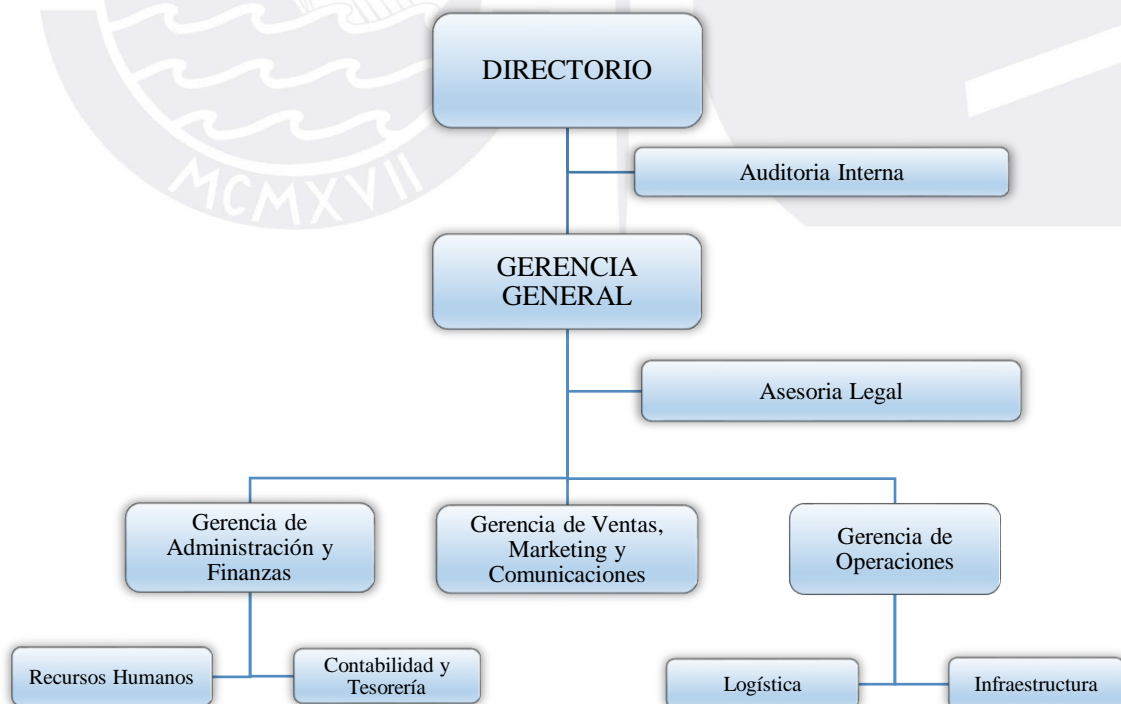 DIRECTORIO
Auditoria Interna
MCMXVII
GERENCIA
GENERAL
Asesoria Legal
Gerencia de
Administración y
Finanzas
Gerencia de Ventas,
Marketing y
Comunicaciones
Gerencia de
Operaciones
Recursos Humanos
Contabilidad y
Tesorería
Logística
Infraestructura